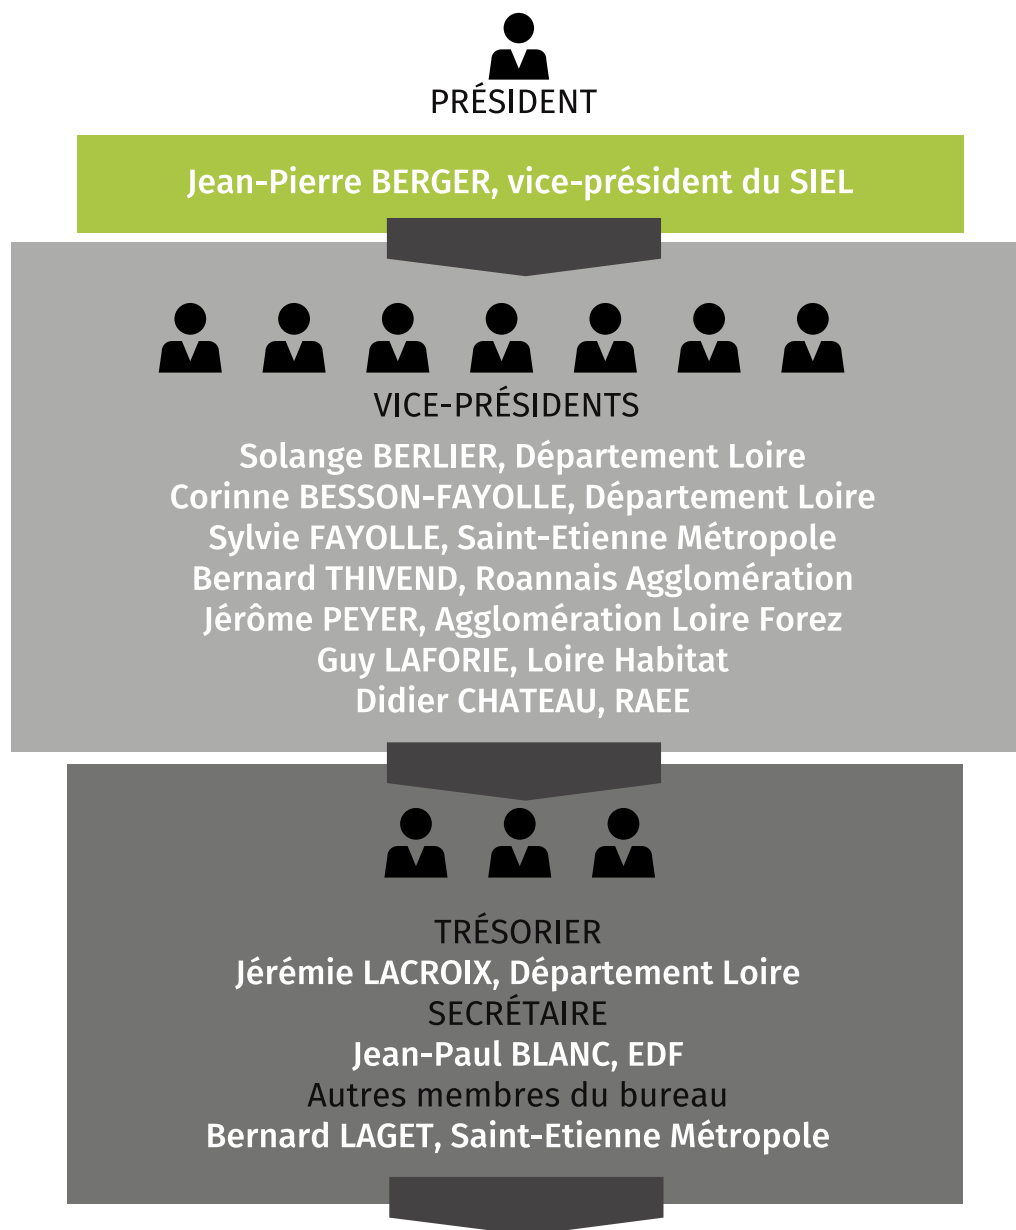 PRÉSIDENT
Jean-Pierre BERGER, vice-président du SIEL
VICE-PRÉSIDENTS
Solange BERLIER, Département Loire
Corinne BESSON-FAYOLLE, Département Loire
Sylvie FAYOLLE, Saint-Etienne Métropole
Bernard THIVEND, Roannais Agglomération
Jérôme PEYER, Agglomération Loire Forez
Guy LAFORIE, Loire Habitat
Didier CHATEAU, RAEE
TRÉSORIER
Jérémie LACROIX, Département Loire
SECRÉTAIRE
Jean-Paul BLANC, EDF
Autres membres du bureau
Bernard LAGET, Saint-Etienne Métropole